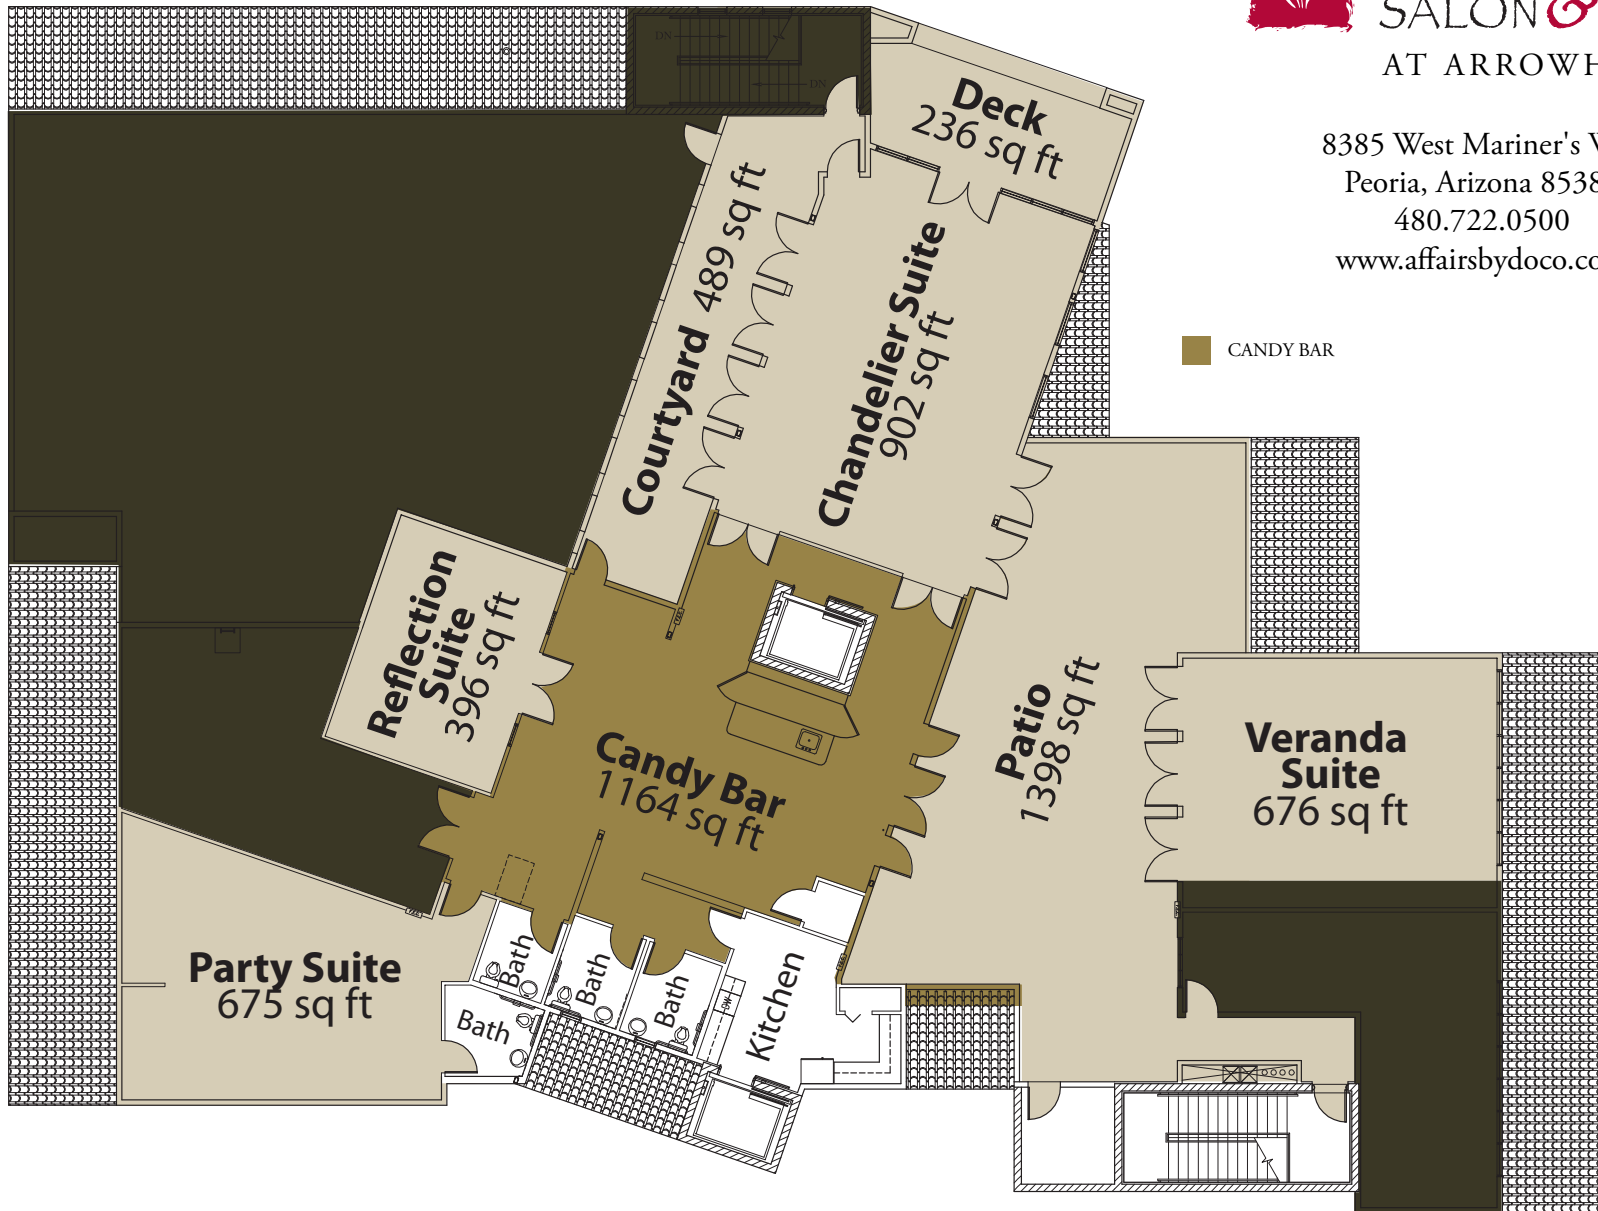 SALON &
AT ARROWH
8385 West Mariner's W
Peoria, Arizona 8538
480.722.0500
www.affairsbydoco.co
CANDY BAR
DN
DN
Deck
236 sq ft
Courtyard 489 sq ft
Chandelier Suite
902 sq ft
Reflection
Suite
396 sq ft
Candy Bar
1164 sq ft
Patio
1398 sq ft
Veranda
Suite
676 sq ft
Party Suite
675 sq ft
Bath
Bath
Bath
Bath
Kitchen
DW